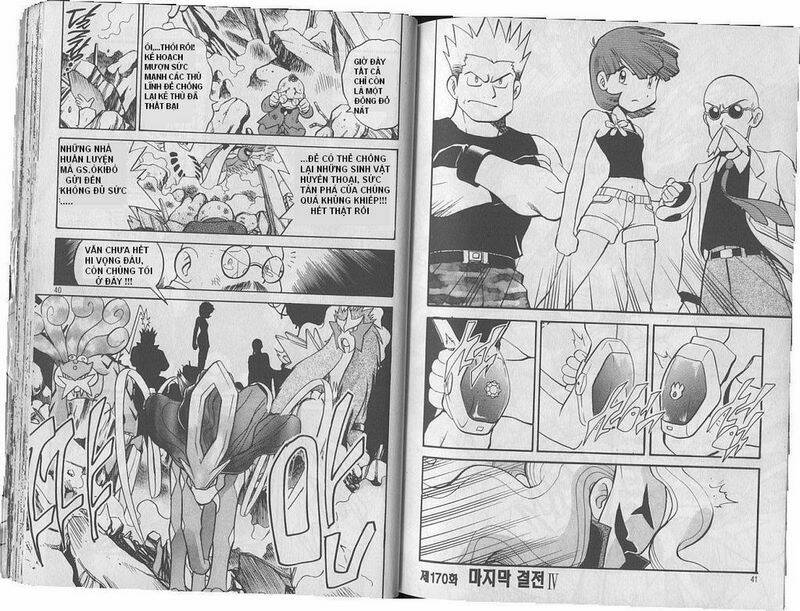 ÔI,...THÔI RỒI!
KẾ HOẠCH
MƯỢN SỨC
MẠNH CÁC THỦ
LĨNH ĐỂ CHỐNG
LẠI KẺ THÙ ĐÃ
THẤT BẠI
GIỜ ĐÂY
TẤT CẢ
CHỈ CÒN
LÀ MỘT
ĐỐNG ĐỔ
NÁT
NHỮNG NHÀ
HUẤN LUYỆN
MÀ GS.ÔKIĐÔ
GỬI ĐẾN
KHÔNG ĐỦ SỨC
.....
...ĐỂ CÓ THỂ CHỐNG
LẠI NHỮNG SINH VẬT
HUYỀN THOẠI, SỨC
TÀN PHÁ CỦA CHÚNG
QUÁ KHỦNG KHIẾP!!!
HẾT THẬT RỒI
VẪN CHƯA HẾT
HI VỌNG ĐÂU,
CÒN CHÚNG TÔI
Ở ĐÂY !!!
40
제170화 마지막 결전 IV
41